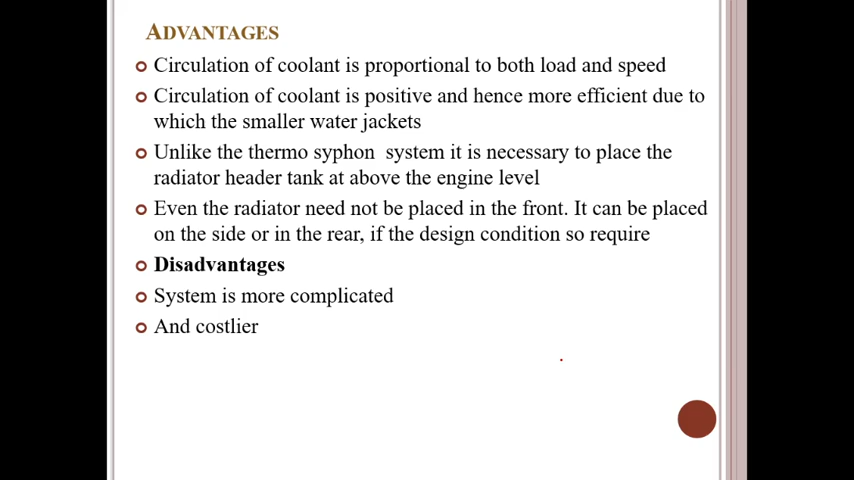 ADVANTAGES
Circulation of coolant is proportional to both load and speed
Circulation of coolant is positive and hence more efficient due to
which the smaller water jackets
Unlike the thermo syphon system it is necessary to place the
radiator header tank at above the engine level
Even the radiator need not be placed in the front. It can be placed
on the side or in the rear, if the design condition so require
Disadvantages
System is more complicated
And costlier